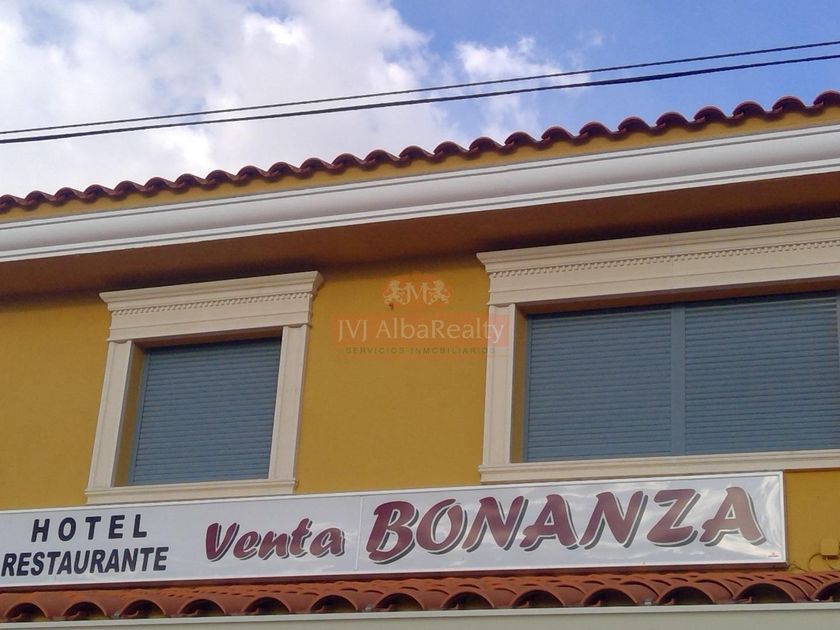 JVJ AlbaRealty
SERVICIOS INMOBILIARIOS
HOTEL
RESTAURANTE
Venta BONANZA